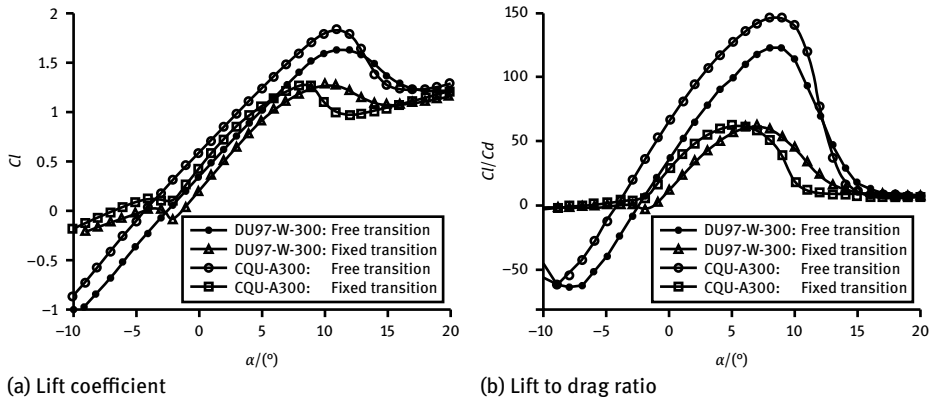 2
1.5
1
0.5
0
−0.5
−1
−10
−5
0
5
10
15
20
Cl
α/(°)
DU97-W-300: Free transition
DU97-W-300: Fixed transition
CQU-A300: Free transition
CQU-A300: Fixed transition
(a) Lift coefficient
150
100
50
0
−50
−10
−5
0
5
10
15
20
Cl/Cd
α/(°)
DU97-W-300: Free transition
DU97-W-300: Fixed transition
CQU-A300: Free transition
CQU-A300: Fixed transition
(b) Lift to drag ratio